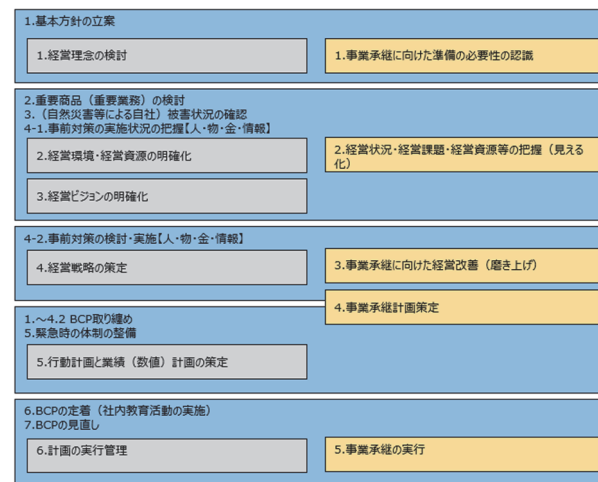 1.基本方針の立案
1.経営理念の検討
1.事業承継に向けた準備の必要性の認識
2.重要商品（重要業務）の検討
3.（自然災害等による自社）被害状況の確認
4-1.事前対策の実施状況の把握【人・物・金・情報】
2.経営環境・経営資源の明確化
2.経営状況・経営課題・経営資源等の把握（見える
化）
3.経営ビジョンの明確化
4-2.事前対策の検討・実施【人・物・金・情報】
4.経営戦略の策定
3.事業承継に向けた経営改善（磨き上げ）
4.事業承継計画策定
1.～4.2 BCP取り纏め
5.緊急時の体制の整備
5.行動計画と業績（数値）計画の策定
6.BCPの定着（社内教育活動の実施）
7.BCPの見直し
6.計画の実行管理
5.事業承継の実行